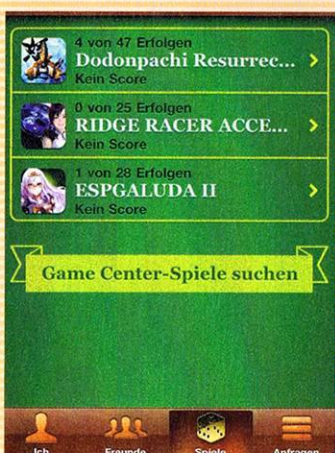 4 von 47 Erfolgen
Dodonpachi Resurrec...
Kein Score
0 von 25 Erfolgen
RIDGE RACER ACCE...
Kein Score
1 von 28 Erfolgen
ESPGALUDA II
Kein Score
Game Center-Spiele suchen
Ich Freunde Spiele Anfragen